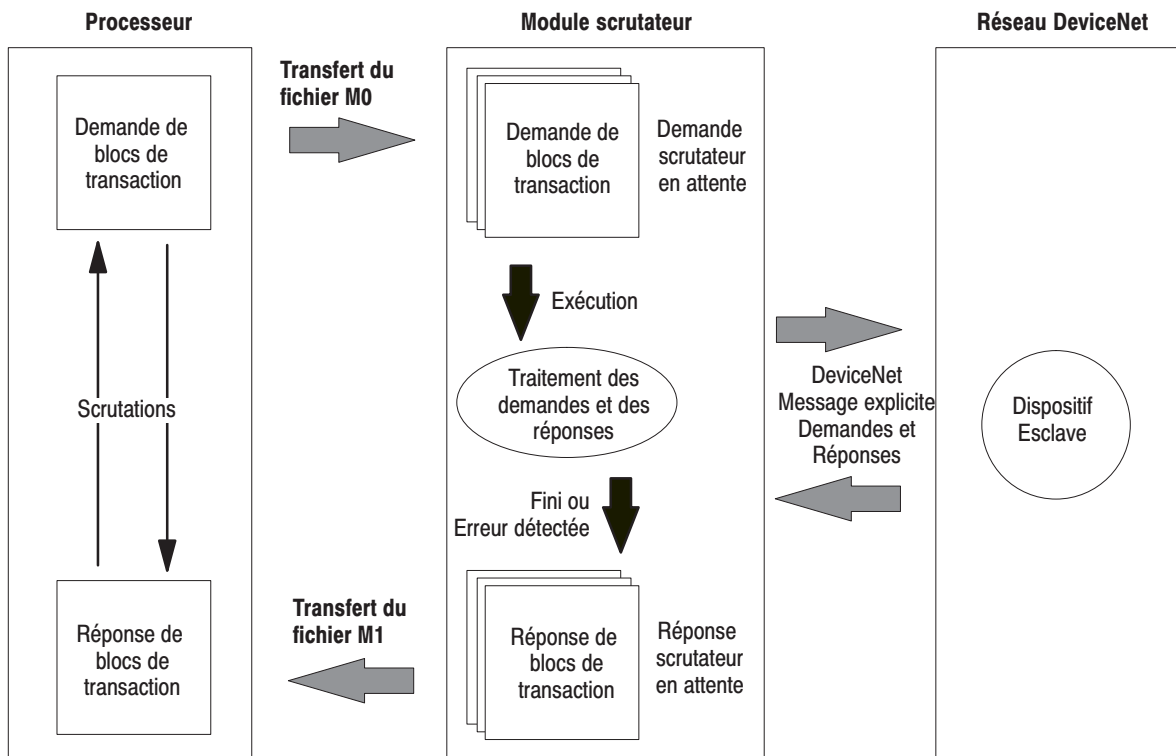 Processeur
Module scrutateur
Réseau DeviceNet
Transfert du
fichier M0
Demande de
blocs de
transaction
Demande de
blocs de
transaction
Demande
scrutateur
en attente
Exécution
Scrutations
Traitement des
demandes et des
réponses
DeviceNet
Message explicite
Demandes et
Réponses
Dispositif
Esclave
Fini ou
Erreur détectée
Transfert du
fichier M1
Réponse de
blocs de
transaction
Réponse de
blocs de
transaction
Réponse
scrutateur
en attente